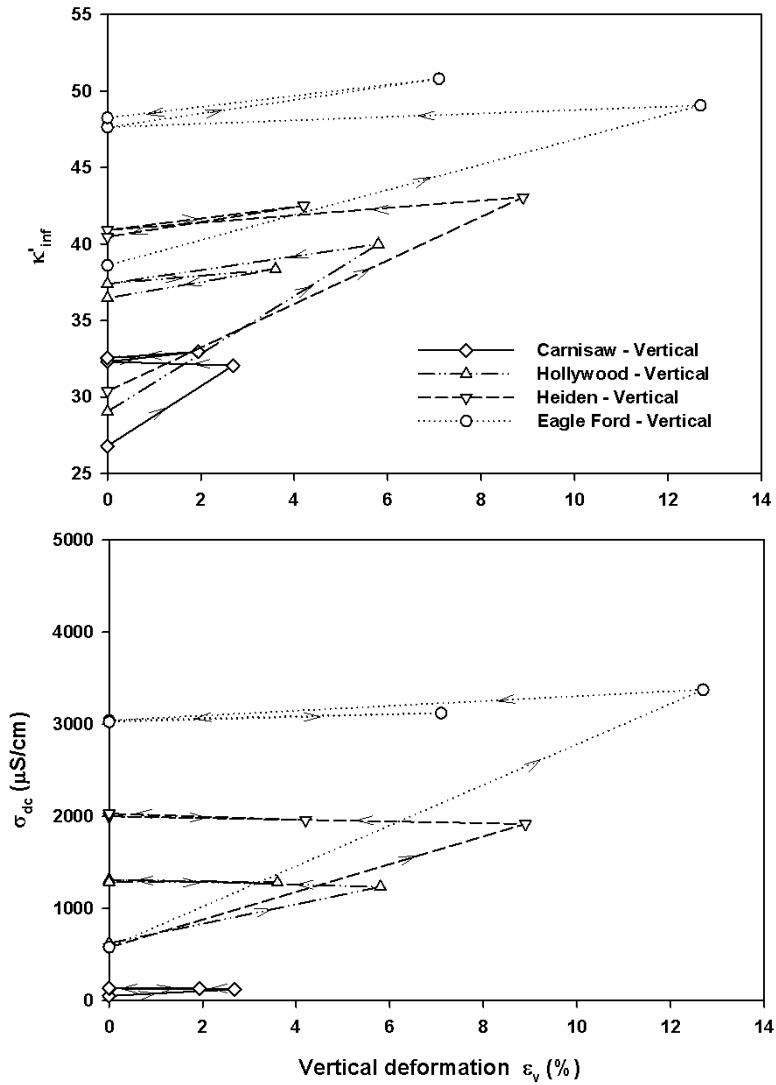 55
50
45
40
35
30
25
κ'inf
0 2 4 6 8 10 12 14
Carnisaw - Vertical
Hollywood - Vertical
Heiden - Vertical
Eagle Ford - Vertical
5000
4000
3000
2000
1000
0
σdc (μS/cm)
0 2 4 6 8 10 12 14
Vertical deformation εv (%)